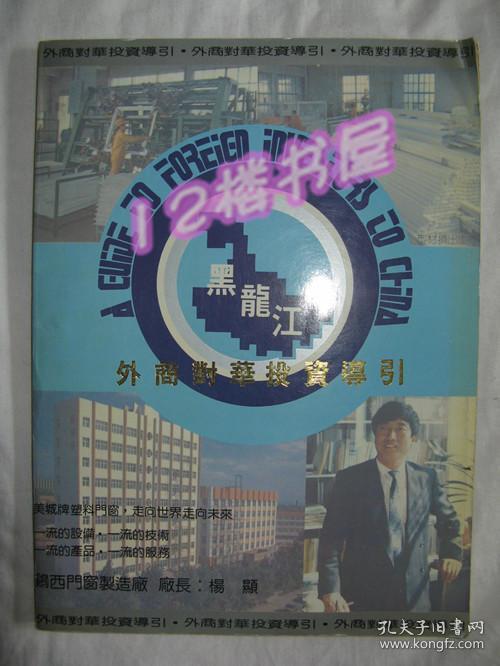 外商對華投資導引·外商對華投資導引·外商對華投資導引·
A GUIDE TO FOREIGN INVESTORS TO CHINA
12楼书屋
黑龍江
外商對華投資導引
美城牌塑料門窗，走向世界走向未來
一流的設備，一流的技術
一流的產品，一流的服務
鷄西門窗製造廠 廠長：楊 顯
外商對華投資導引·外商對華投資導引·外商對華投資導引·
孔夫子旧书网
www.kongfz.com